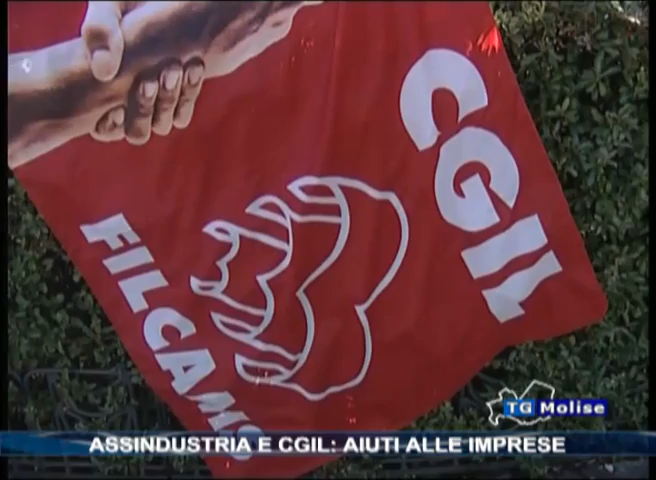 CGIL
FILCAMS
TG Molise
ASSINDUSTRIA E CGIL: AIUTI ALLE IMPRESE